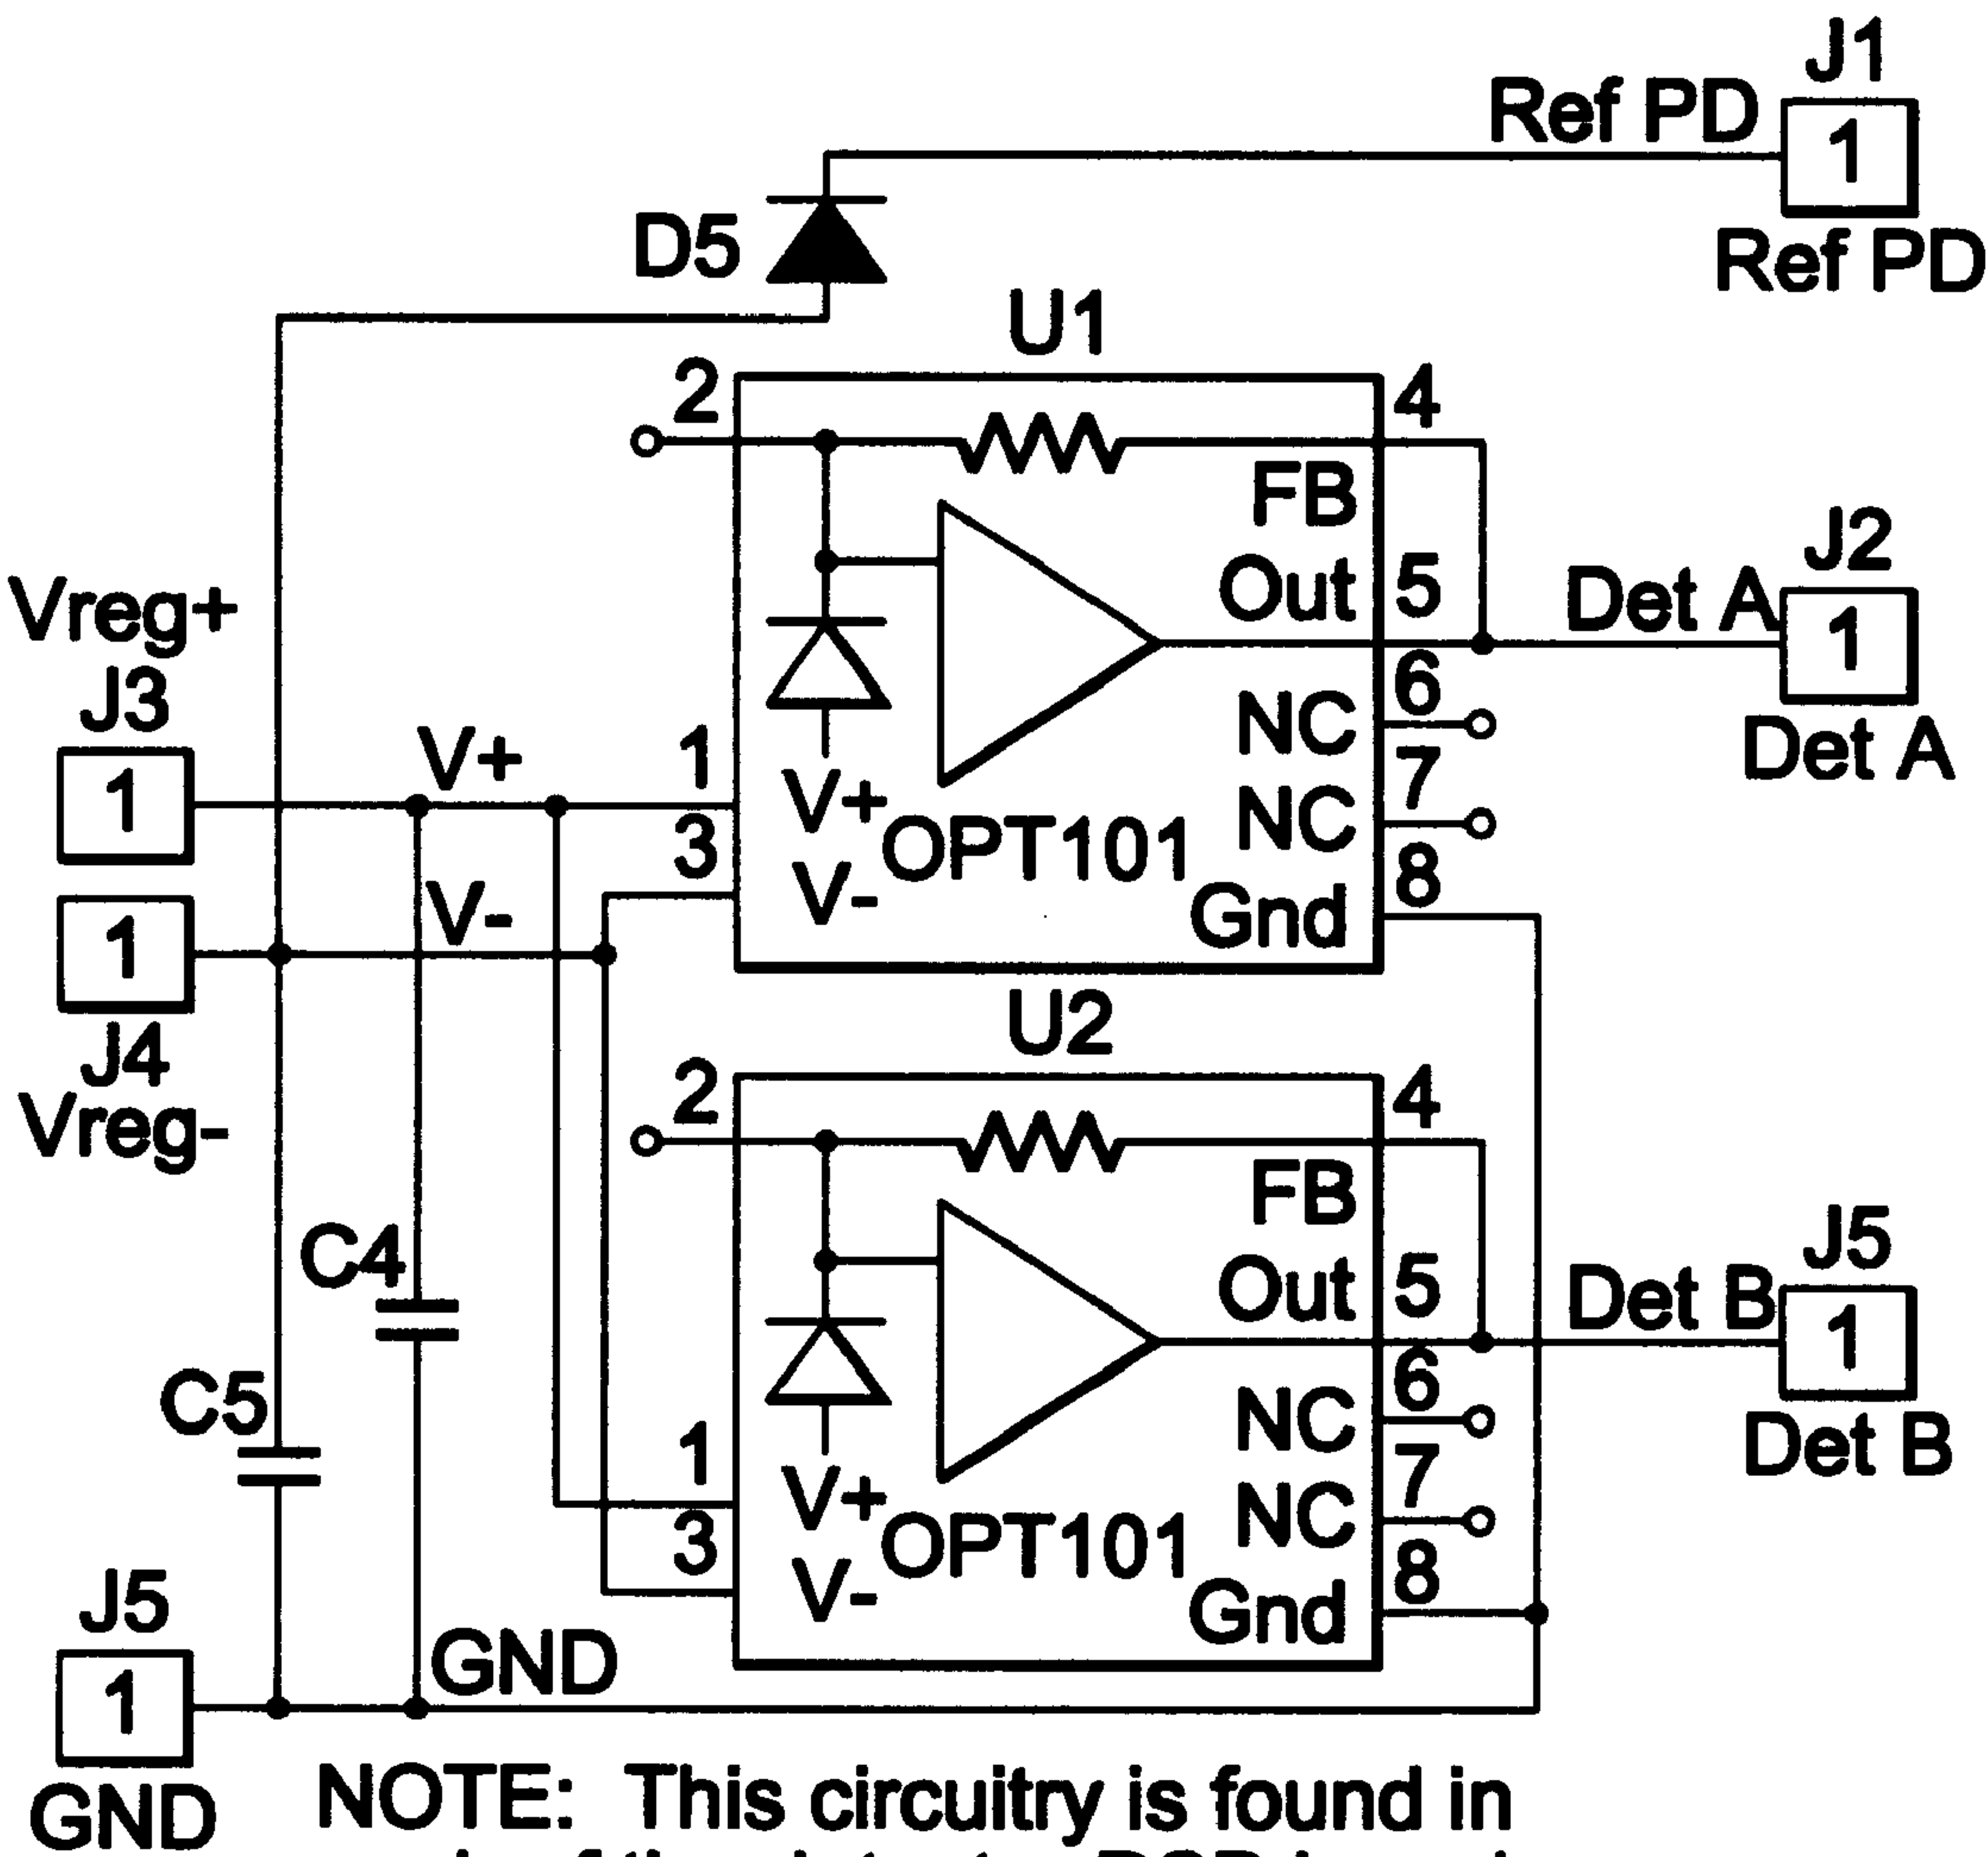 J1
Ref PD
1
Ref PD
D5
U1
2
4
FB
Out
5
Det A
J2
1
Det A
6
NC
7
NC
8
Gnd
Vreg+
J3
1
V+
1
3
V+
OPT101
V-
V-
1
J4
Vreg-
U2
2
4
FB
Out
5
Det B
J5
1
Det B
6
NC
7
NC
8
Gnd
C4
C5
1
3
V+
OPT101
V-
J5
1
GND
GND
NOTE: This circuitry is found in